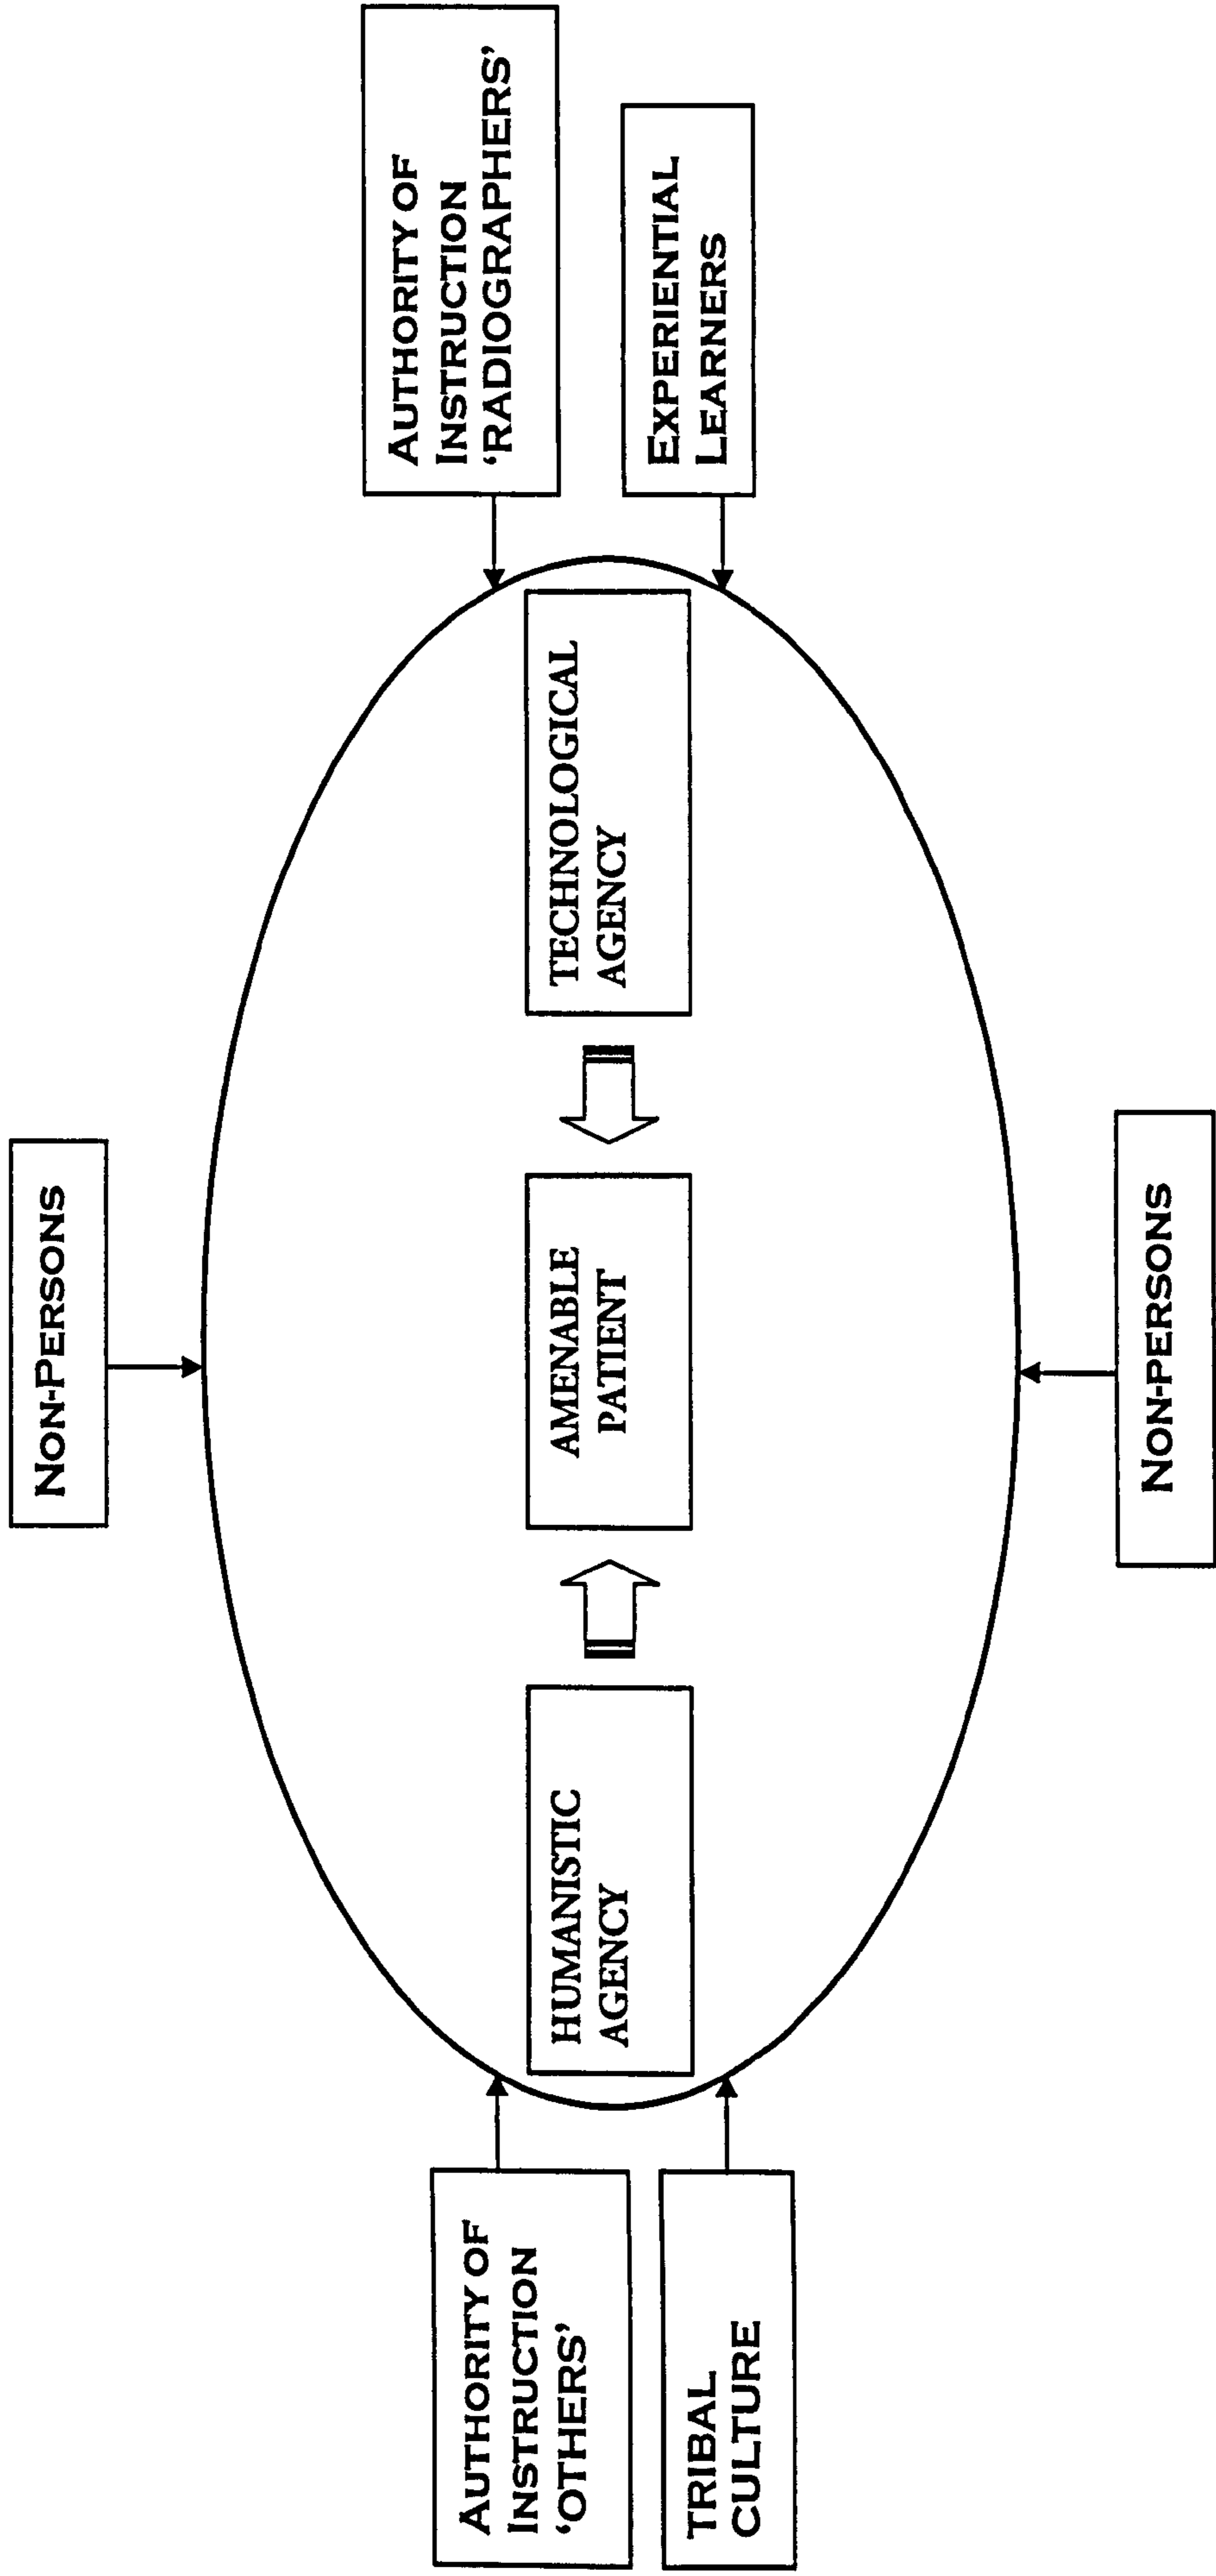 NON-PERSONS
AUTHORITY OF
INSTRUCTION
‘OTHERS’
AUTHORITY OF
INSTRUCTION
‘RADIOGRAPHERS’
HUMANISTIC
AGENCY
AMENABLE
PATIENT
TECHNOLOGICAL
AGENCY
TRIBAL
CULTURE
EXPERIENTIAL
LEARNERS
NON-PERSONS